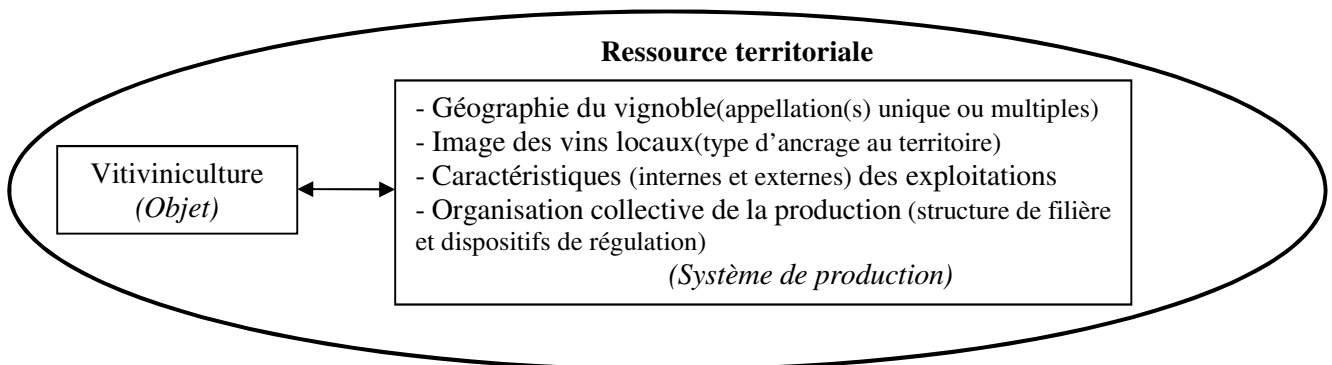 Ressource territoriale
- Géographie du vignoble(appellation(s) unique ou multiples)
- Image des vins locaux(type d’ancrage au territoire)
- Caractéristiques (internes et externes) des exploitations
- Organisation collective de la production (structure de filière
et dispositifs de régulation)
(Système de production)
Vitiviniculture
(Objet)